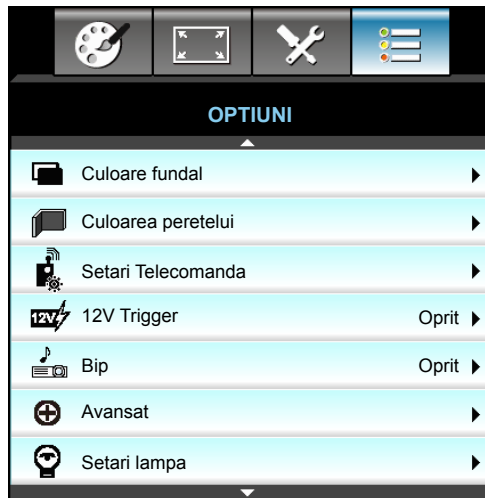 OPTIUNI
Culoare fundal
Culoarea peretelui
Setari Telecomanda
12V 12V Trigger Oprit
Bip Oprit
Avansat
Setari lampa